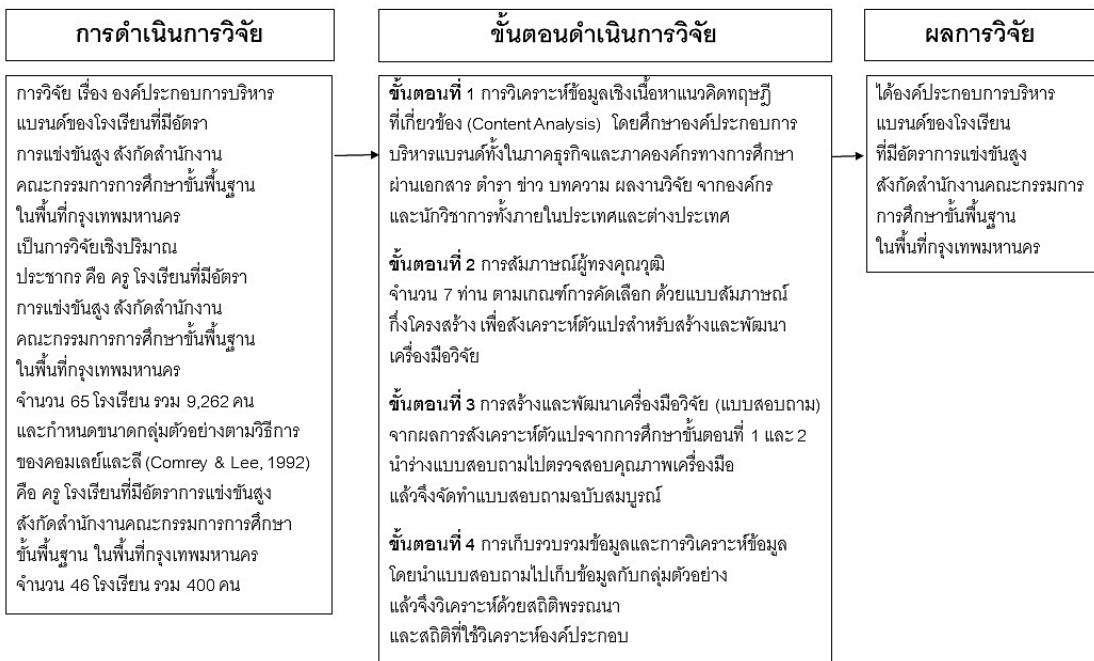 การดำเนินการวิจัย
การวิจัย เรื่อง องค์ประกอบการบริหาร
แบรนด์ของโรงเรียนที่มีอัตรา
การแข่งขันสูง สังกัดสำนักงาน
คณะกรรมการการศึกษาขั้นพื้นฐาน
ในพื้นที่กรุงเทพมหานคร
เป็นการวิจัยเชิงปริมาณ
ประชากร คือ ครู โรงเรียนที่มีอัตรา
การแข่งขันสูง สังกัดสำนักงาน
คณะกรรมการการศึกษาขั้นพื้นฐาน
ในพื้นที่กรุงเทพมหานคร
จำนวน 65 โรงเรียน รวม 9,262 คน
และกำหนดขนาดกลุ่มตัวอย่างตามวิธีการ
ของคอมเลย์และลี (Comrey & Lee, 1992)
คือ ครู โรงเรียนที่มีอัตราการแข่งขันสูง
สังกัดสำนักงานคณะกรรมการการศึกษา
ขั้นพื้นฐาน ในพื้นที่กรุงเทพมหานคร
จำนวน 46 โรงเรียน รวม 400 คน
ขั้นตอนดำเนินการวิจัย
ขั้นตอนที่ 1 การวิเคราะห์ข้อมูลเชิงเนื้อหาแนวคิดทฤษฎี
ที่เกี่ยวข้อง (Content Analysis) โดยศึกษาองค์ประกอบการ
บริหารแบรนด์ทั้งในภาคธุรกิจและภาคองค์กรทางการศึกษา
ผ่านเอกสาร ตำรา ข่าว บทความ ผลงานวิจัย จากองค์กร
และนักวิชาการทั้งภายในประเทศและต่างประเทศ
ขั้นตอนที่ 2 การสัมภาษณ์ผู้ทรงคุณวุฒิ
จำนวน 7 ท่าน ตามเกณฑ์การคัดเลือก ด้วยแบบสัมภาษณ์
กึ่งโครงสร้าง เพื่อสังเคราะห์ตัวแปรสำหรับสร้างและพัฒนา
เครื่องมือวิจัย
ขั้นตอนที่ 3 การสร้างและพัฒนาเครื่องมือวิจัย (แบบสอบถาม)
จากผลการสังเคราะห์ตัวแปรจากการศึกษาขั้นตอนที่ 1 และ 2
นำร่างแบบสอบถามไปตรวจสอบคุณภาพเครื่องมือ
แล้วจึงจัดทำแบบสอบถามฉบับสมบูรณ์
ขั้นตอนที่ 4 การเก็บรวบรวมข้อมูลและการวิเคราะห์ข้อมูล
โดยนำแบบสอบถามไปเก็บข้อมูลกับกลุ่มตัวอย่าง
แล้วจึงวิเคราะห์ด้วยสถิติพรรณนา
และสถิติที่ใช้วิเคราะห์องค์ประกอบ
ผลการวิจัย
ได้องค์ประกอบการบริหาร
แบรนด์ของโรงเรียน
ที่มีอัตราการแข่งขันสูง
สังกัดสำนักงานคณะกรรมการ
การศึกษาขั้นพื้นฐาน
ในพื้นที่กรุงเทพมหานคร